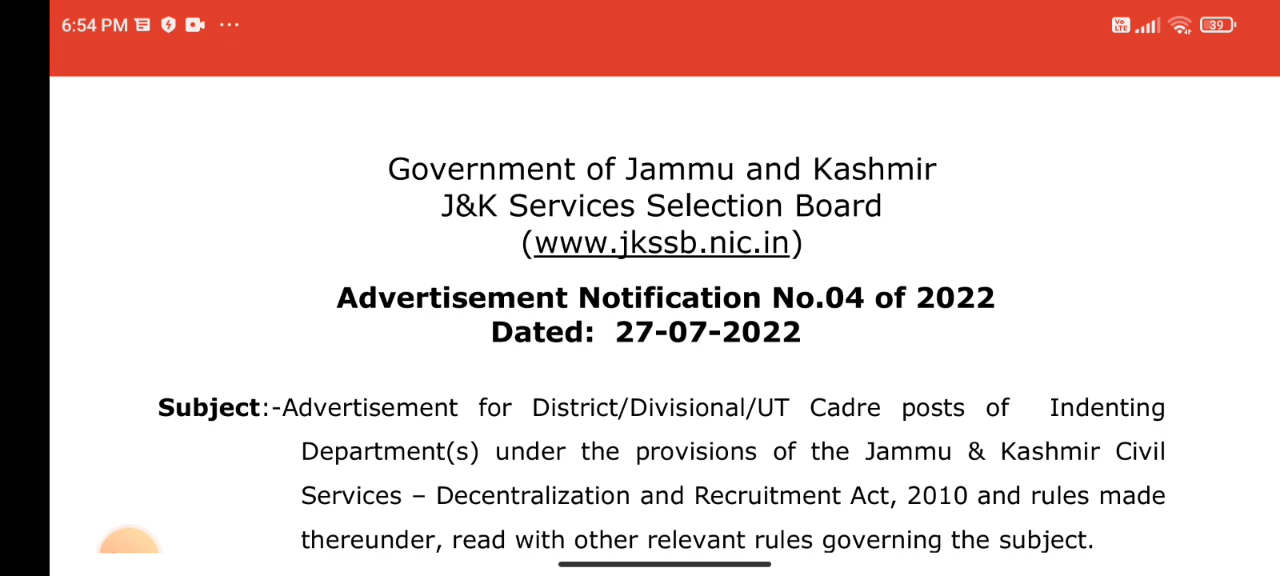 6:54 PM
Vo LTE
39
Government of Jammu and Kashmir
J&K Services Selection Board
(www.jkssb.nic.in)
Advertisement Notification No.04 of 2022
Dated: 27-07-2022
Subject:-Advertisement for District/Divisional/UT Cadre posts of Indenting
Department(s) under the provisions of the Jammu & Kashmir Civil
Services – Decentralization and Recruitment Act, 2010 and rules made
thereunder, read with other relevant rules governing the subject.